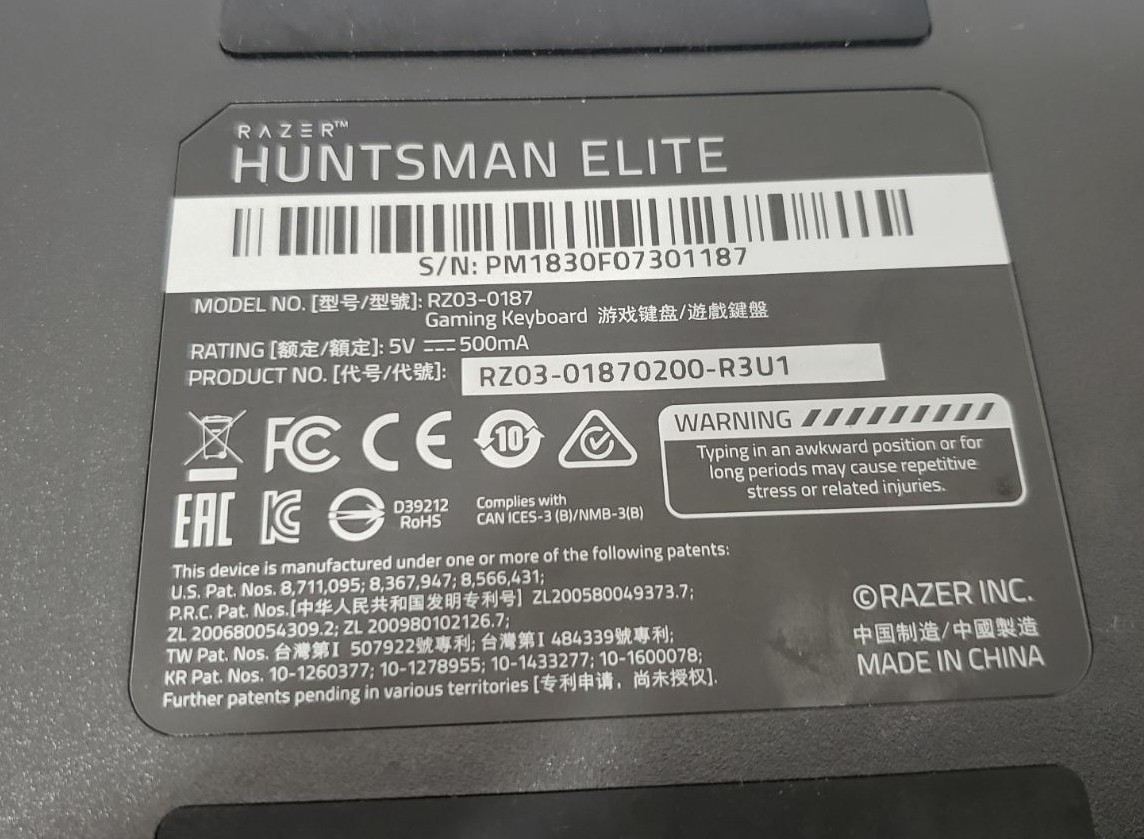 RAZER™
HUNTSMAN ELITE
S/N: PM1830F07301187
MODEL NO. [型号/型號]: RZ03-0187
Gaming Keyboard 游戏键盘/遊戲鍵盤
RATING [额定/額定]: 5V ⎓ 500mA
PRODUCT NO. [代号/代號]: RZ03-01870200-R3U1
FC CE 10
EAC KC D39212
RoHS
Complies with
CAN ICES-3 (B)/NMB-3(B)
WARNING
Typing in an awkward position or for
long periods may cause repetitive
stress or related injuries.
This device is manufactured under one or more of the following patents:
U.S. Pat. Nos. 8,711,095; 8,367,947; 8,566,431;
P.R.C. Pat. Nos.[中华人民共和国发明专利号] ZL200580049373.7;
ZL 200680054309.2; ZL 200980102126.7;
TW Pat. Nos. 台灣第I 507922號專利; 台灣第I 484339號專利;
KR Pat. Nos. 10-1260377; 10-1278955; 10-1433277; 10-1600078;
Further patents pending in various territories [专利申请，尚未授权].
©RAZER INC.
中国制造/中國製造
MADE IN CHINA